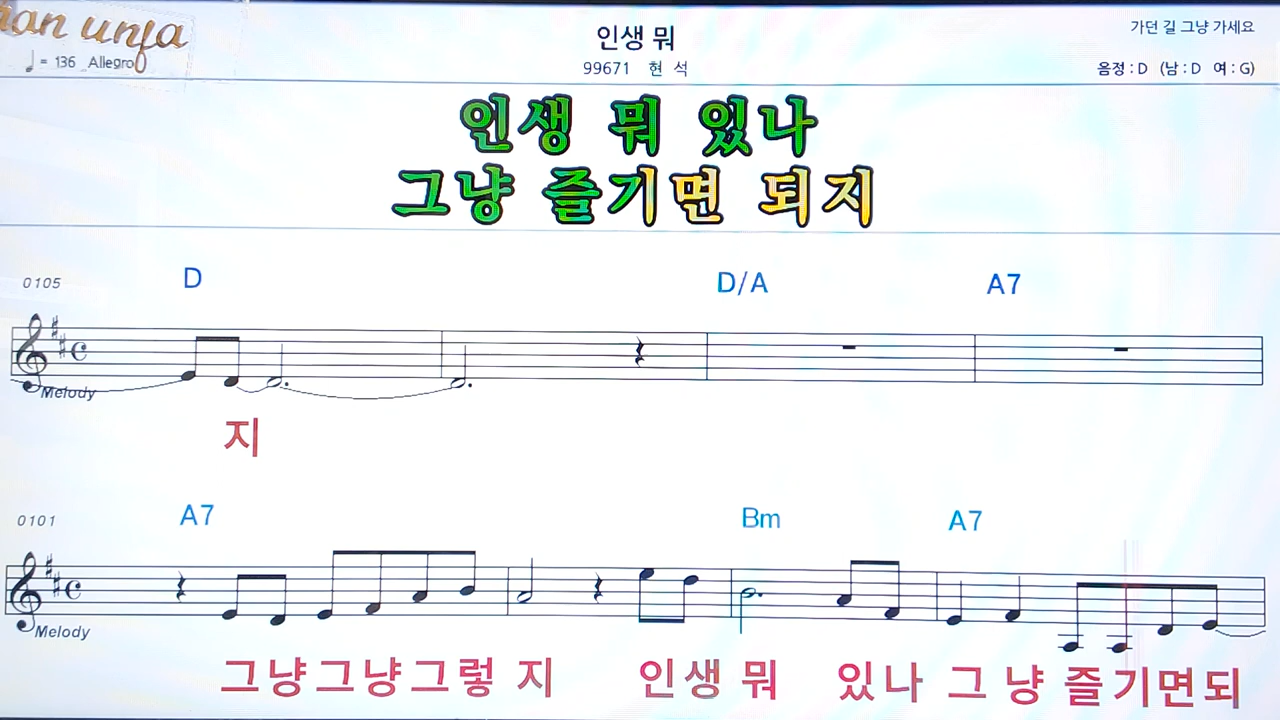 인생 뭐
가던 길 그냥 가세요
♩= 136 Allegro
99671 현 석
음정 : D (남 : D 여 : G)
인생 뭐 있나
그냥 즐기면 되지
0105 D D/A A7
Melody
지
0101 A7 Bm A7
Melody
그냥그냥그렇 지 인생 뭐 있나 그 냥 즐기면되